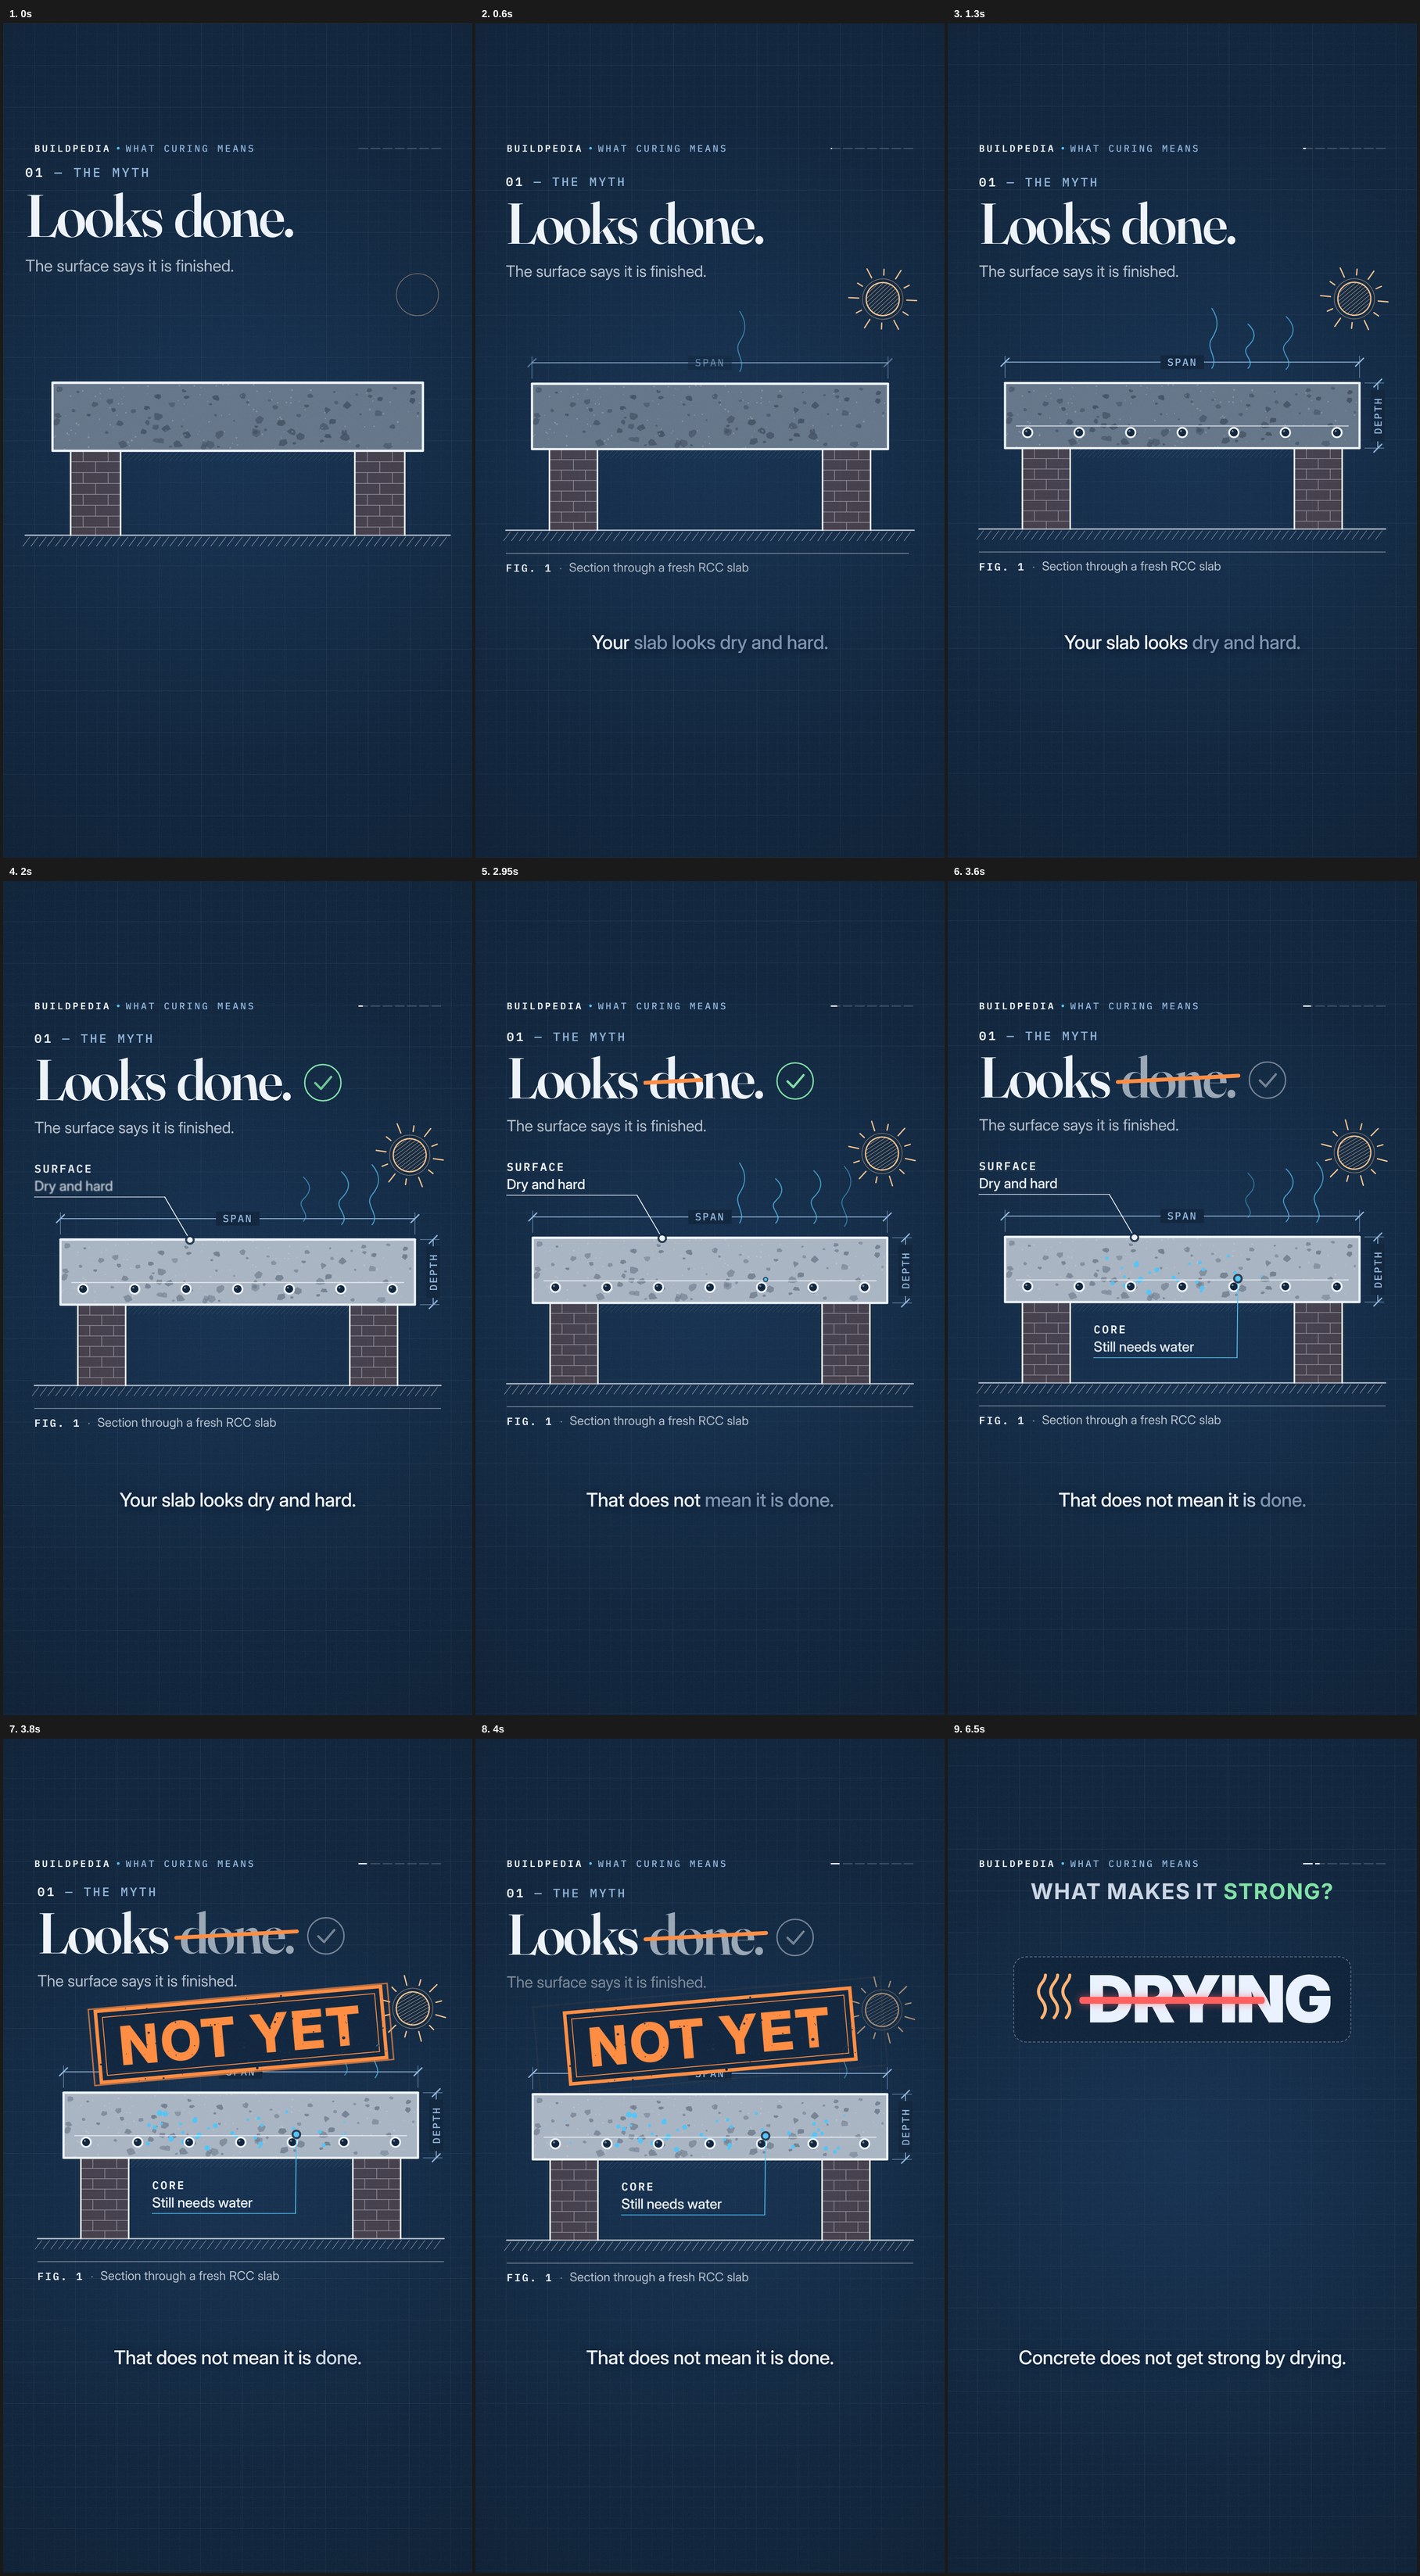 1. 0s
BUILDPEDIA • WHAT CURING MEANS
01 — THE MYTH
Looks done.
The surface says it is finished.
2. 0.6s
BUILDPEDIA • WHAT CURING MEANS
01 — THE MYTH
Looks done.
The surface says it is finished.
SPAN
FIG. 1 · Section through a fresh RCC slab
Your slab looks dry and hard.
3. 1.3s
BUILDPEDIA • WHAT CURING MEANS
01 — THE MYTH
Looks done.
The surface says it is finished.
SPAN
DEPTH
FIG. 1 · Section through a fresh RCC slab
Your slab looks dry and hard.
4. 2s
BUILDPEDIA • WHAT CURING MEANS
01 — THE MYTH
Looks done.
The surface says it is finished.
SURFACE
Dry and hard
SPAN
DEPTH
FIG. 1 · Section through a fresh RCC slab
Your slab looks dry and hard.
5. 2.95s
BUILDPEDIA • WHAT CURING MEANS
01 — THE MYTH
Looks done.
The surface says it is finished.
SURFACE
Dry and hard
SPAN
DEPTH
FIG. 1 · Section through a fresh RCC slab
That does not mean it is done.
6. 3.6s
BUILDPEDIA • WHAT CURING MEANS
01 — THE MYTH
Looks done.
The surface says it is finished.
SURFACE
Dry and hard
SPAN
DEPTH
CORE
Still needs water
FIG. 1 · Section through a fresh RCC slab
That does not mean it is done.
7. 3.8s
BUILDPEDIA • WHAT CURING MEANS
01 — THE MYTH
Looks done.
The surface says it is finished.
NOT YET
SPAN
DEPTH
CORE
Still needs water
FIG. 1 · Section through a fresh RCC slab
That does not mean it is done.
8. 4s
BUILDPEDIA • WHAT CURING MEANS
01 — THE MYTH
Looks done.
The surface says it is finished.
NOT YET
SPAN
DEPTH
CORE
Still needs water
FIG. 1 · Section through a fresh RCC slab
That does not mean it is done.
9. 6.5s
BUILDPEDIA • WHAT CURING MEANS
WHAT MAKES IT STRONG?
DRYING
Concrete does not get strong by drying.